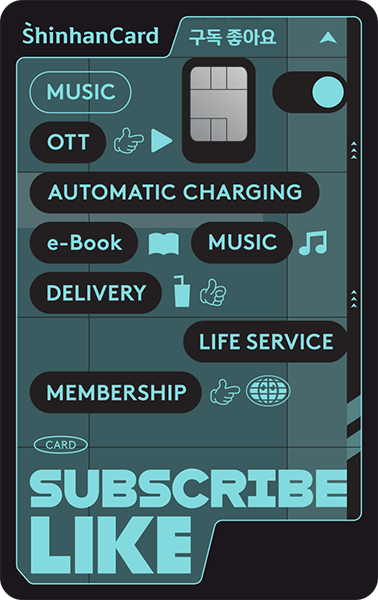 ShinhanCard 구독 좋아요
MUSIC
OTT
AUTOMATIC CHARGING
e-Book MUSIC
DELIVERY
LIFE SERVICE
MEMBERSHIP
CARD
SUBSCRIBE
LIKE